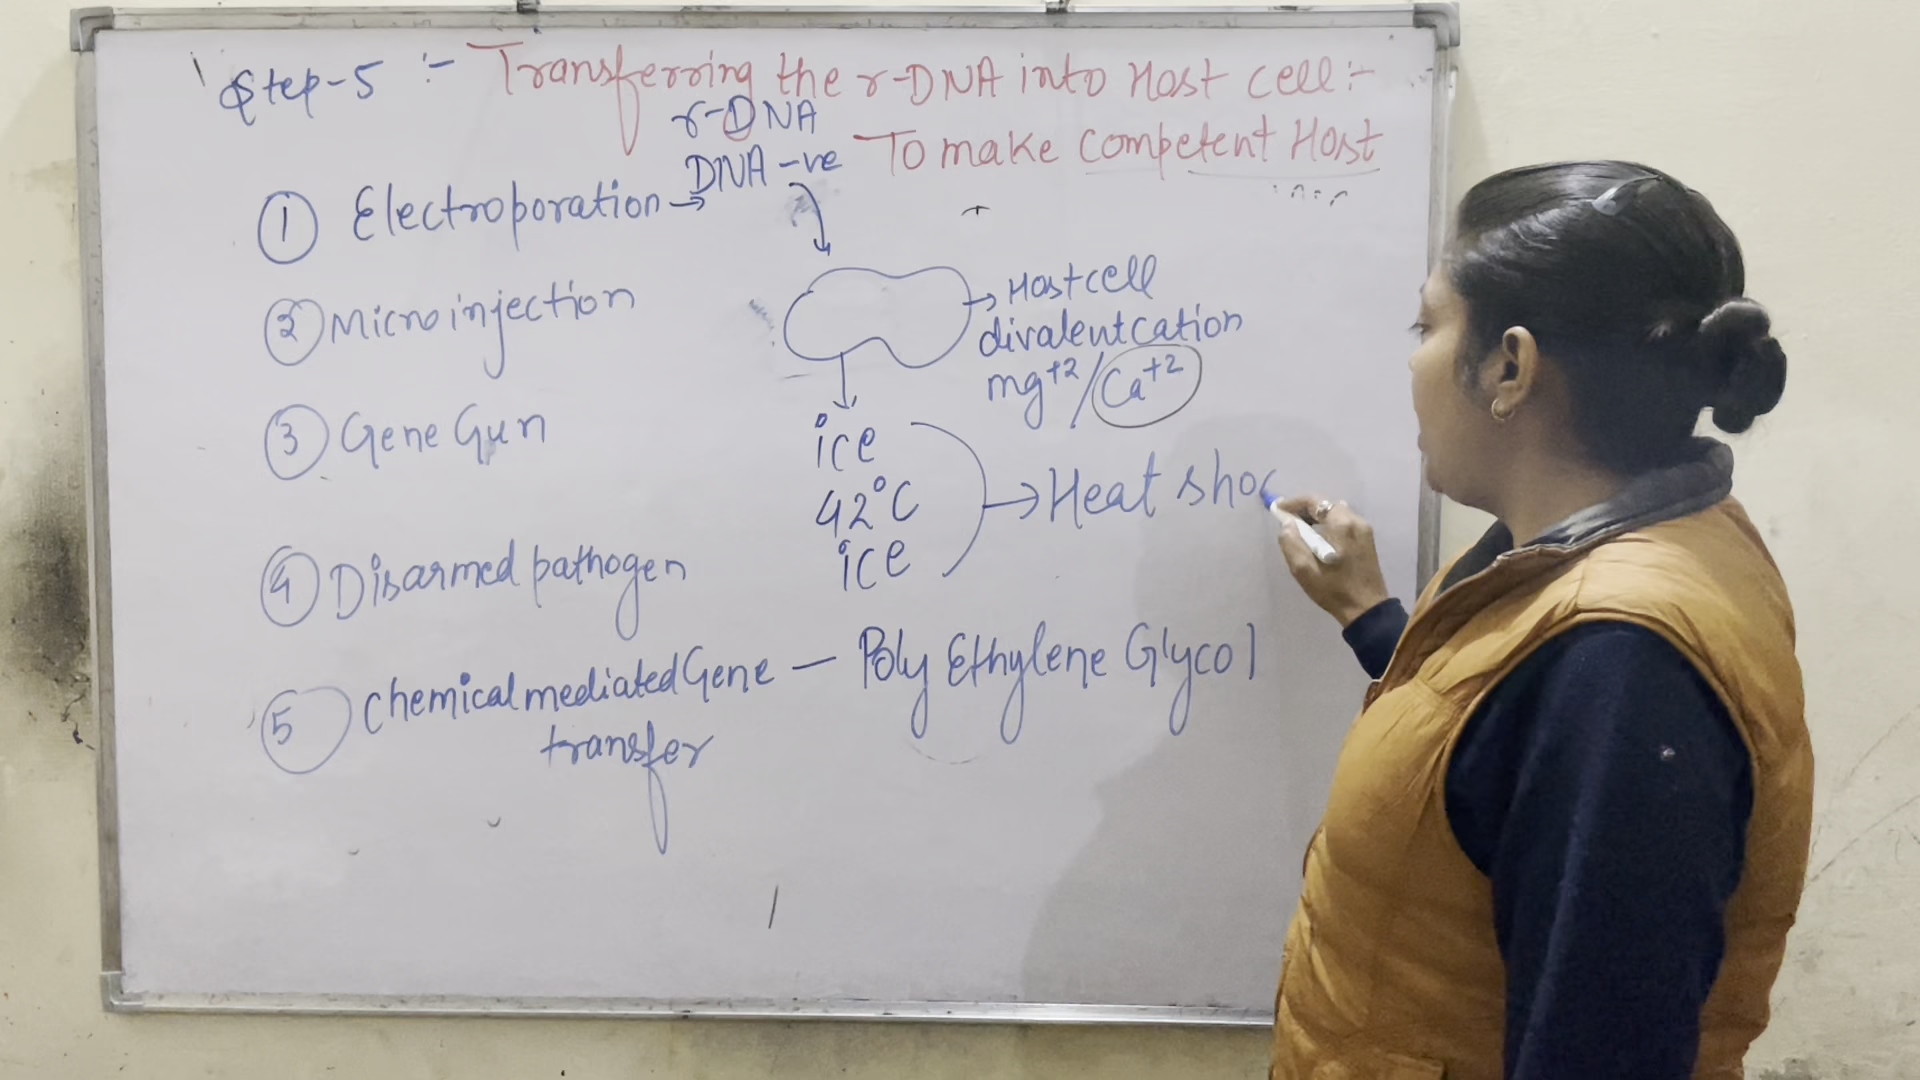 Step-5 :- Transferring the r-DNA into Host cell:-
To make competent Host
r-DNA
DNA -ve
① Electroporation →
② Microinjection
③ Gene Gun
④ Disarmed pathogen
⑤ Chemical mediated Gene — Poly Ethylene Glycol
transfer
→ Host cell
divalent cation
mg+2/Ca+2
ice
42°C
ice
→ Heat shoc